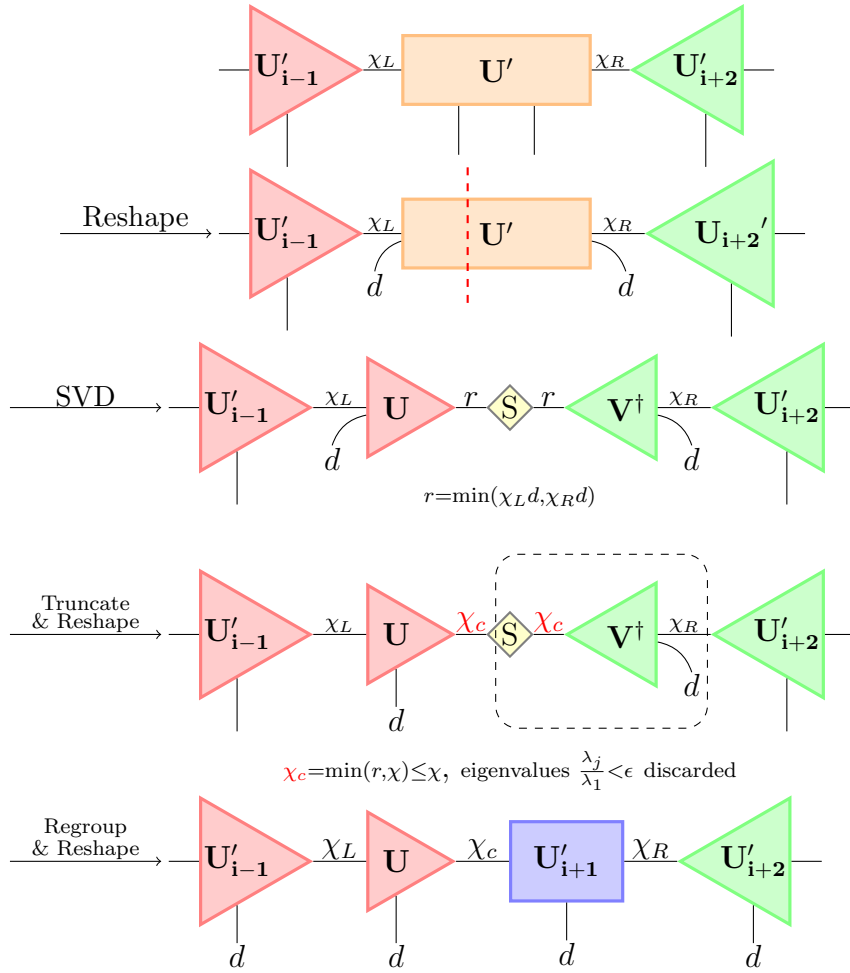 U′i−1 χL U′ χR U′i+2
Reshape U′i−1 χL U′ χR Ui+2′
d d
SVD U′i−1 χL U r S r V† χR U′i+2
d d
r=min(χLd,χRd)
Truncate
& Reshape U′i−1 χL U χc S χc V† χR U′i+2
d d
χc=min(r,χ)≤χ, eigenvalues λj/λ1<ϵ discarded
Regroup
& Reshape U′i−1 χL U χc U′i+1 χR U′i+2
d d d d